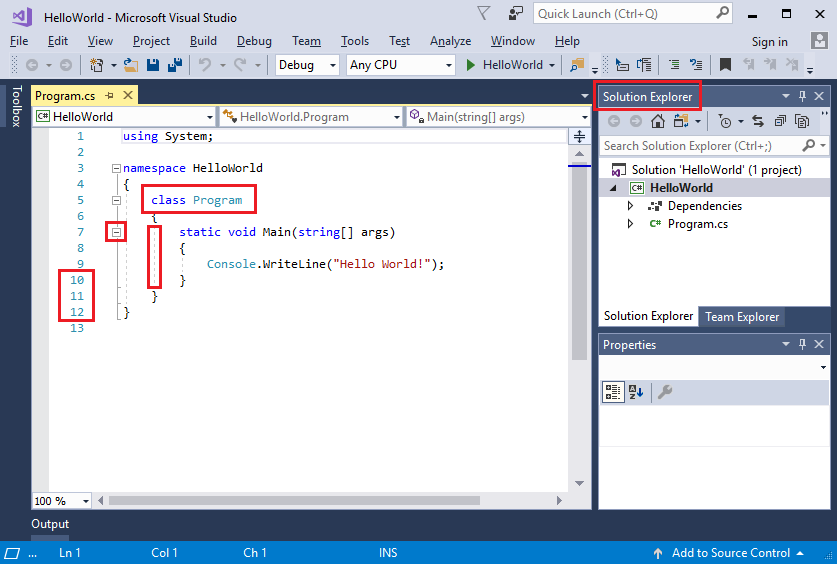 HelloWorld - Microsoft Visual Studio
Quick Launch (Ctrl+Q)
File Edit View Project Build Debug Team Tools Test Analyze Window Help Sign in
Debug Any CPU HelloWorld
Toolbox
Program.cs
HelloWorld HelloWorld.Program Main(string[] args)
1 using System;
2
3 namespace HelloWorld
4 {
5 class Program
6 {
7 static void Main(string[] args)
8 {
9 Console.WriteLine("Hello World!");
10 }
11 }
12 }
13
100 %
Solution Explorer
Search Solution Explorer (Ctrl+;)
Solution 'HelloWorld' (1 project)
C# HelloWorld
Dependencies
C# Program.cs
Solution Explorer Team Explorer
Properties
Output
... Ln 1 Col 1 Ch 1 INS Add to Source Control